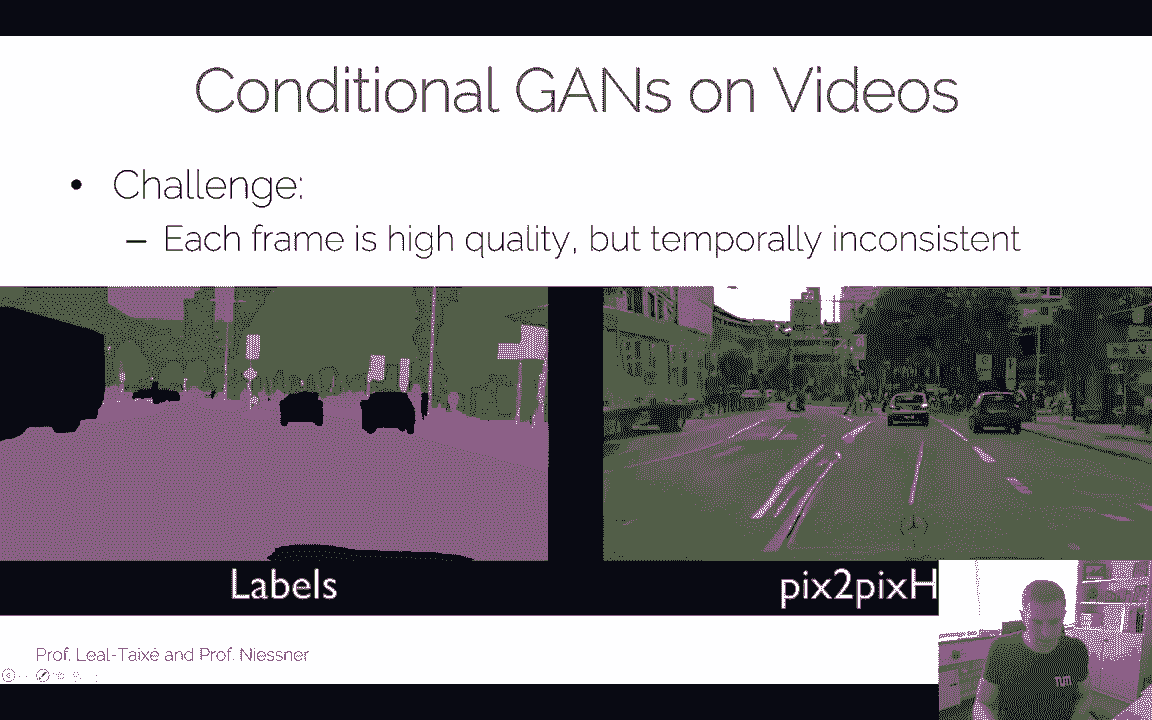 Conditional GANs on Videos
• Challenge:
– Each frame is high quality, but temporally inconsistent
Labels
pix2pixH
Prof. Leal-Taixé and Prof. Niessner
TUM